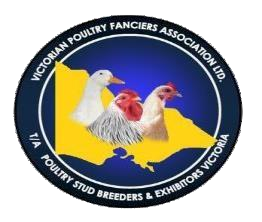 VICTORIAN POULTRY FANCIERS ASSOCIATION LTD.
T/A POULTRY STUD BREEDERS & EXHIBITORS VICTORIA